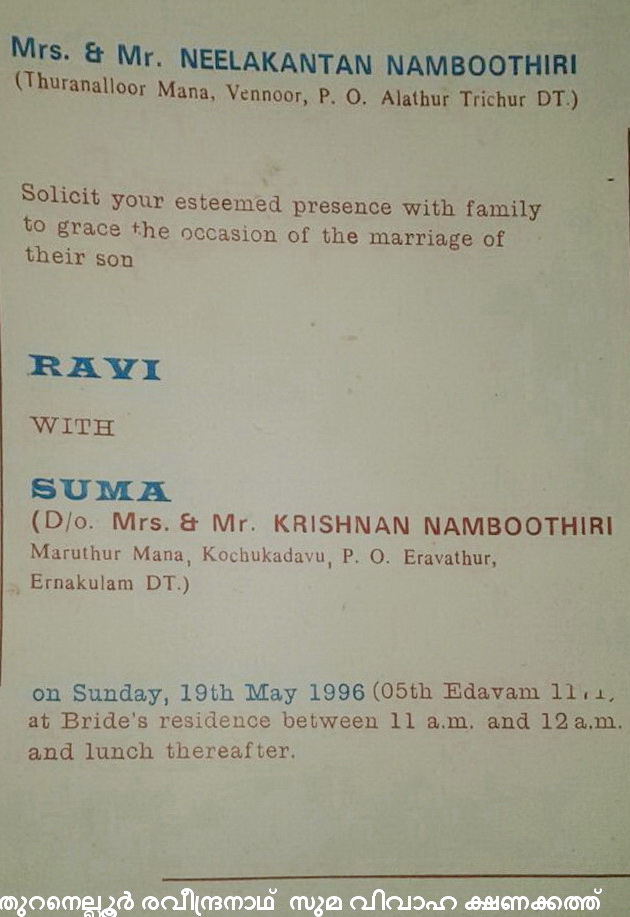 Mrs. & Mr. NEELAKANTAN NAMBOOTHIRI
(Thuranalloor Mana, Vennoor, P. O. Alathur Trichur DT.)
Solicit your esteemed presence with family
to grace the occasion of the marriage of
their son
RAVI
WITH
SUMA
(D/o. Mrs. & Mr. KRISHNAN NAMBOOTHIRI
Maruthur Mana, Kochukadavu, P. O. Eravathur,
Ernakulam DT.)
on Sunday, 19th May 1996 (05th Edavam
at Bride's residence between 11 a.m. and 12 a.m.
and lunch thereafter.
തുറനെല്ലൂർ രവീന്ദ്രനാഥ് സുമ വിവാഹ ക്ഷണക്കത്ത്